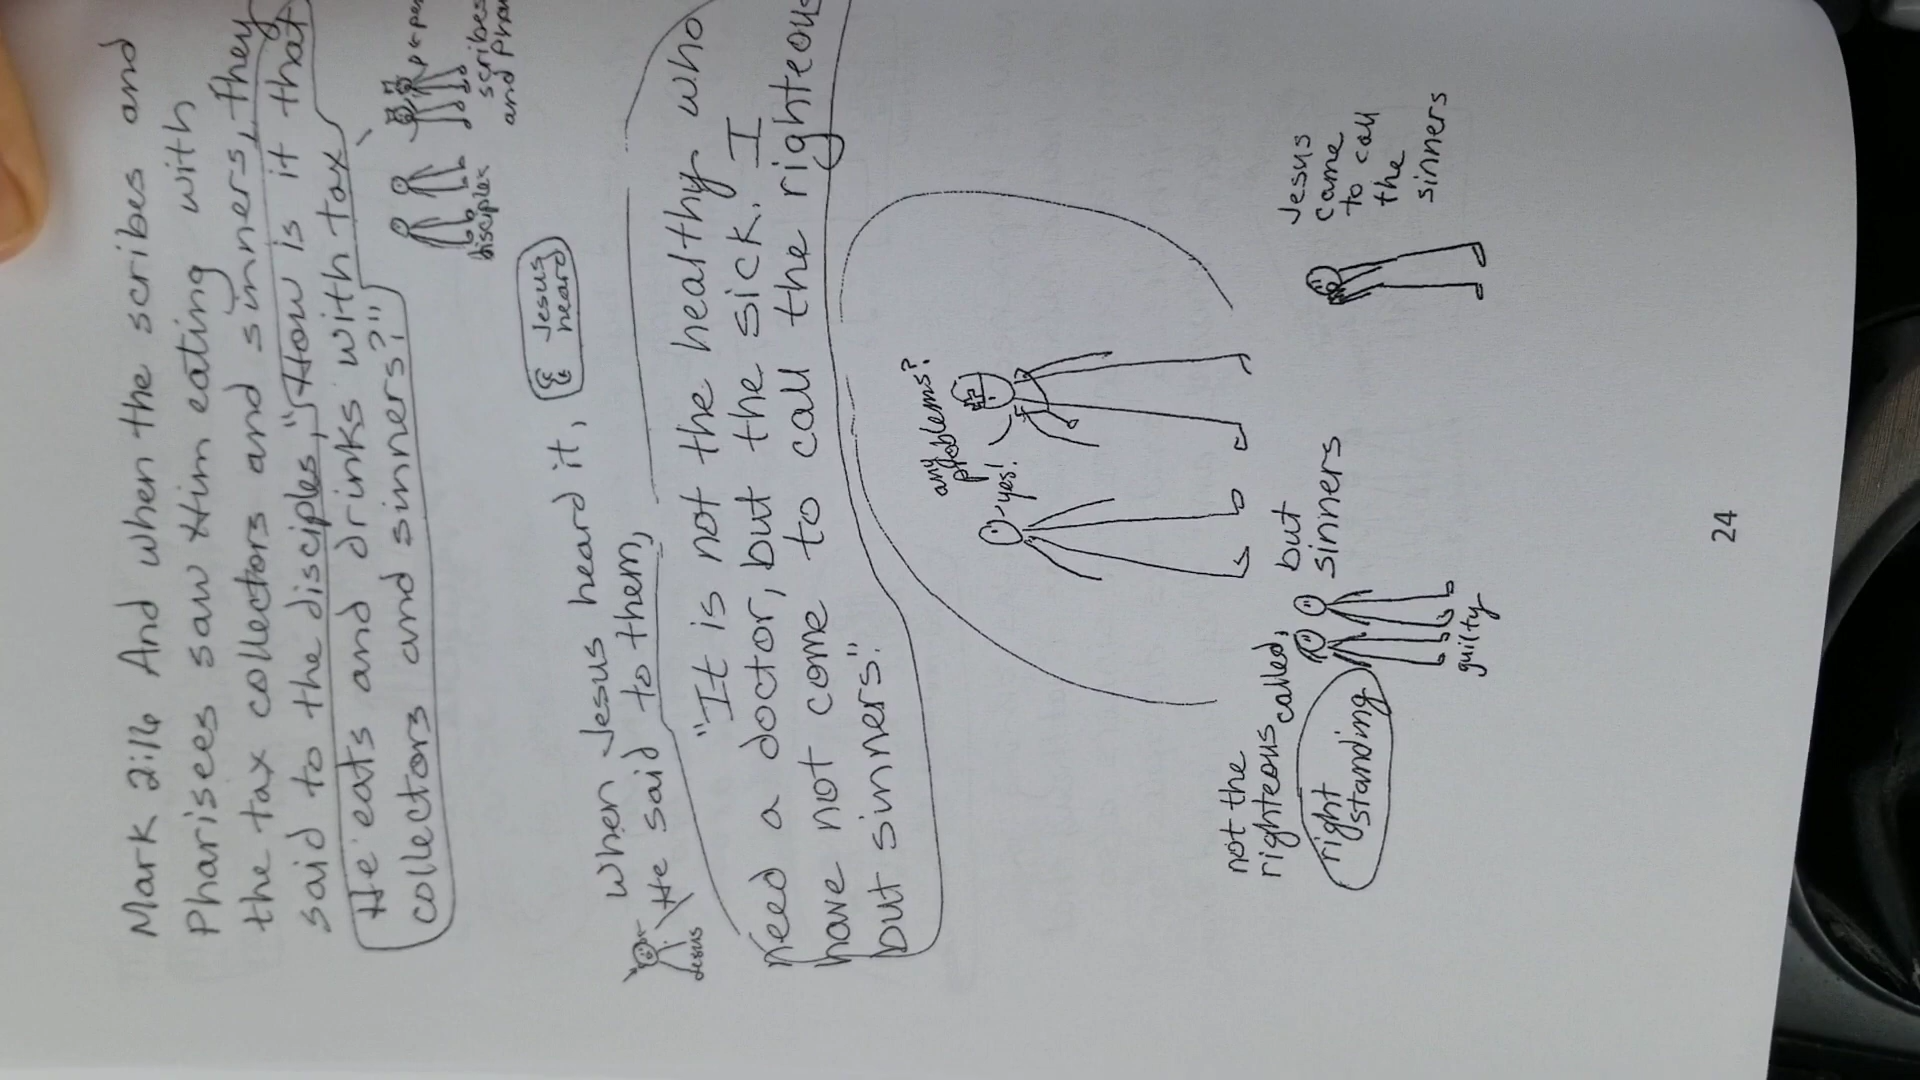 Mark 2:16 And when the scribes and
Pharisees saw Him eating with
the tax collectors and sinners, they
said to the disciples, "How is it that
He eats and drinks with tax
collectors and sinners?"
disciples
scribes
and
Jesus
heard
When Jesus heard it,
He said to them,
Jesus
"It is not the healthy who
need a doctor, but the sick. I
have not come to call the righteous
but sinners."
any
problems?
yes!
not the
righteous called,
but
sinners
right
standing
guilty
Jesus
came
to call
the
sinners
24